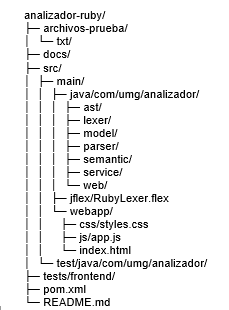 analizador-ruby/
├─ archivos-prueba/
│ └─ txt/
├─ docs/
├─ src/
│ ├─ main/
│ │ ├─ java/com/umg/analizador/
│ │ │ ├─ ast/
│ │ │ ├─ lexer/
│ │ │ ├─ model/
│ │ │ ├─ parser/
│ │ │ ├─ semantic/
│ │ │ ├─ service/
│ │ │ └─ web/
│ │ ├─ jflex/RubyLexer.flex
│ │ └─ webapp/
│ │ ├─ css/styles.css
│ │ ├─ js/app.js
│ │ └─ index.html
│ └─ test/java/com/umg/analizador/
├─ tests/frontend/
├─ pom.xml
└─ README.md